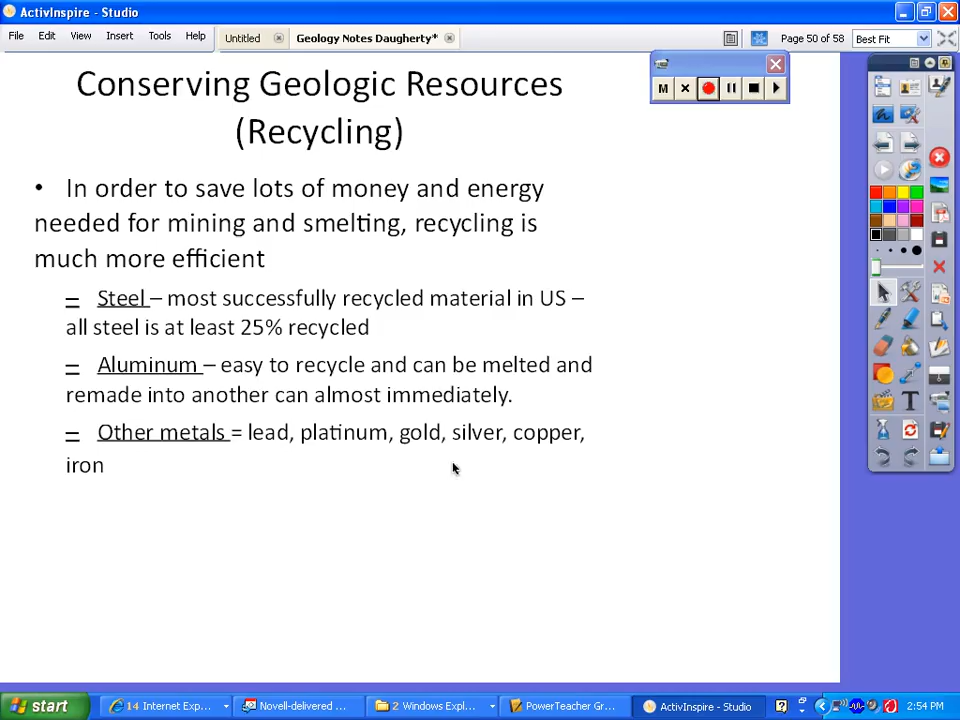 ActivInspire - Studio
File Edit View Insert Tools Help Untitled Geology Notes Daugherty* Page 50 of 58 Best Fit
M
Conserving Geologic Resources
(Recycling)
• In order to save lots of money and energy
needed for mining and smelting, recycling is
much more efficient
– Steel – most successfully recycled material in US –
all steel is at least 25% recycled
– Aluminum – easy to recycle and can be melted and
remade into another can almost immediately.
– Other metals = lead, platinum, gold, silver, copper,
iron
start 14 Internet Exp... Novell-delivered ... 2 Windows Expl... PowerTeacher Gr... ActivInspire - Studio 2:54 PM